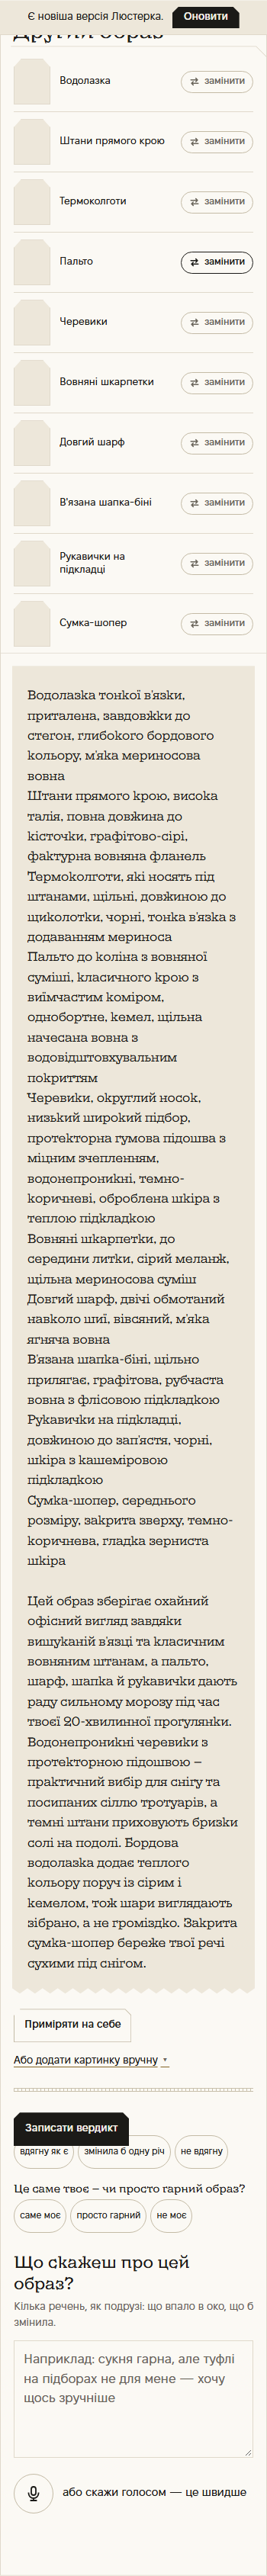 Є новіша версія Люстерка. Оновити
Другий образ
Водолазка ⇄ замінити
Штани прямого крою ⇄ замінити
Термоколготи ⇄ замінити
Пальто ⇄ замінити
Черевики ⇄ замінити
Вовняні шкарпетки ⇄ замінити
Довгий шарф ⇄ замінити
В'язана шапка-біні ⇄ замінити
Рукавички на
підкладці ⇄ замінити
Сумка-шопер ⇄ замінити
Водолазка тонкої в'язки,
приталена, завдовжки до
стегон, глибокого бордового
кольору, м'яка мериносова
вовна
Штани прямого крою, висока
талія, повна довжина до
кісточки, графітово-сірі,
фактурна вовняна фланель
Термоколготи, які носять під
штанами, щільні, довжиною до
щиколотки, чорні, тонка в'язка з
додаванням мериноса
Пальто до коліна з вовняної
суміші, класичного крою з
виїмчастим коміром,
однобортне, кемел, щільна
начесана вовна з
водовідштовхувальним
покриттям
Черевики, округлий носок,
низький широкий підбор,
протекторна гумова підошва з
міцним зчепленням,
водонепроникні, темно-
коричневі, оброблена шкіра з
теплою підкладкою
Вовняні шкарпетки, до
середини литки, сірий меланж,
щільна мериносова суміш
Довгий шарф, двічі обмотаний
навколо шиї, вівсяний, м'яка
ягняча вовна
В'язана шапка-біні, щільно
прилягає, графітова, рубчаста
вовна з флісовою підкладкою
Рукавички на підкладці,
довжиною до зап'ястя, чорні,
шкіра з кашеміровою
підкладкою
Сумка-шопер, середнього
розміру, закрита зверху, темно-
коричнева, гладка зерниста
шкіра
Цей образ зберігає охайний
офісний вигляд завдяки
вишуканій в'язці та класичним
вовняним штанам, а пальто,
шарф, шапка й рукавички дають
раду сильному морозу під час
твоєї 20-хвилинної прогулянки.
Водонепроникні черевики з
протекторною підошвою —
практичний вибір для снігу та
посипаних сіллю тротуарів, а
темні штани приховують бризки
солі на подолі. Бордова
водолазка додає теплого
кольору поруч із сірим і
кемелом, тож шари виглядають
зібрано, а не громіздко. Закрита
сумка-шопер береже твої речі
сухими під снігом.
Приміряти на себе
Або додати картинку вручну
Записати вердикт
вдягну як є змінила б одну річ не вдягну
Це саме твоє — чи просто гарний образ?
саме моє просто гарний не моє
Що скажеш про цей
образ?
Кілька речень, як подрузі: що впало в око, що б
змінила.
Наприклад: сукня гарна, але туфлі
на підборах не для мене — хочу
щось зручніше
або скажи голосом — це швидше